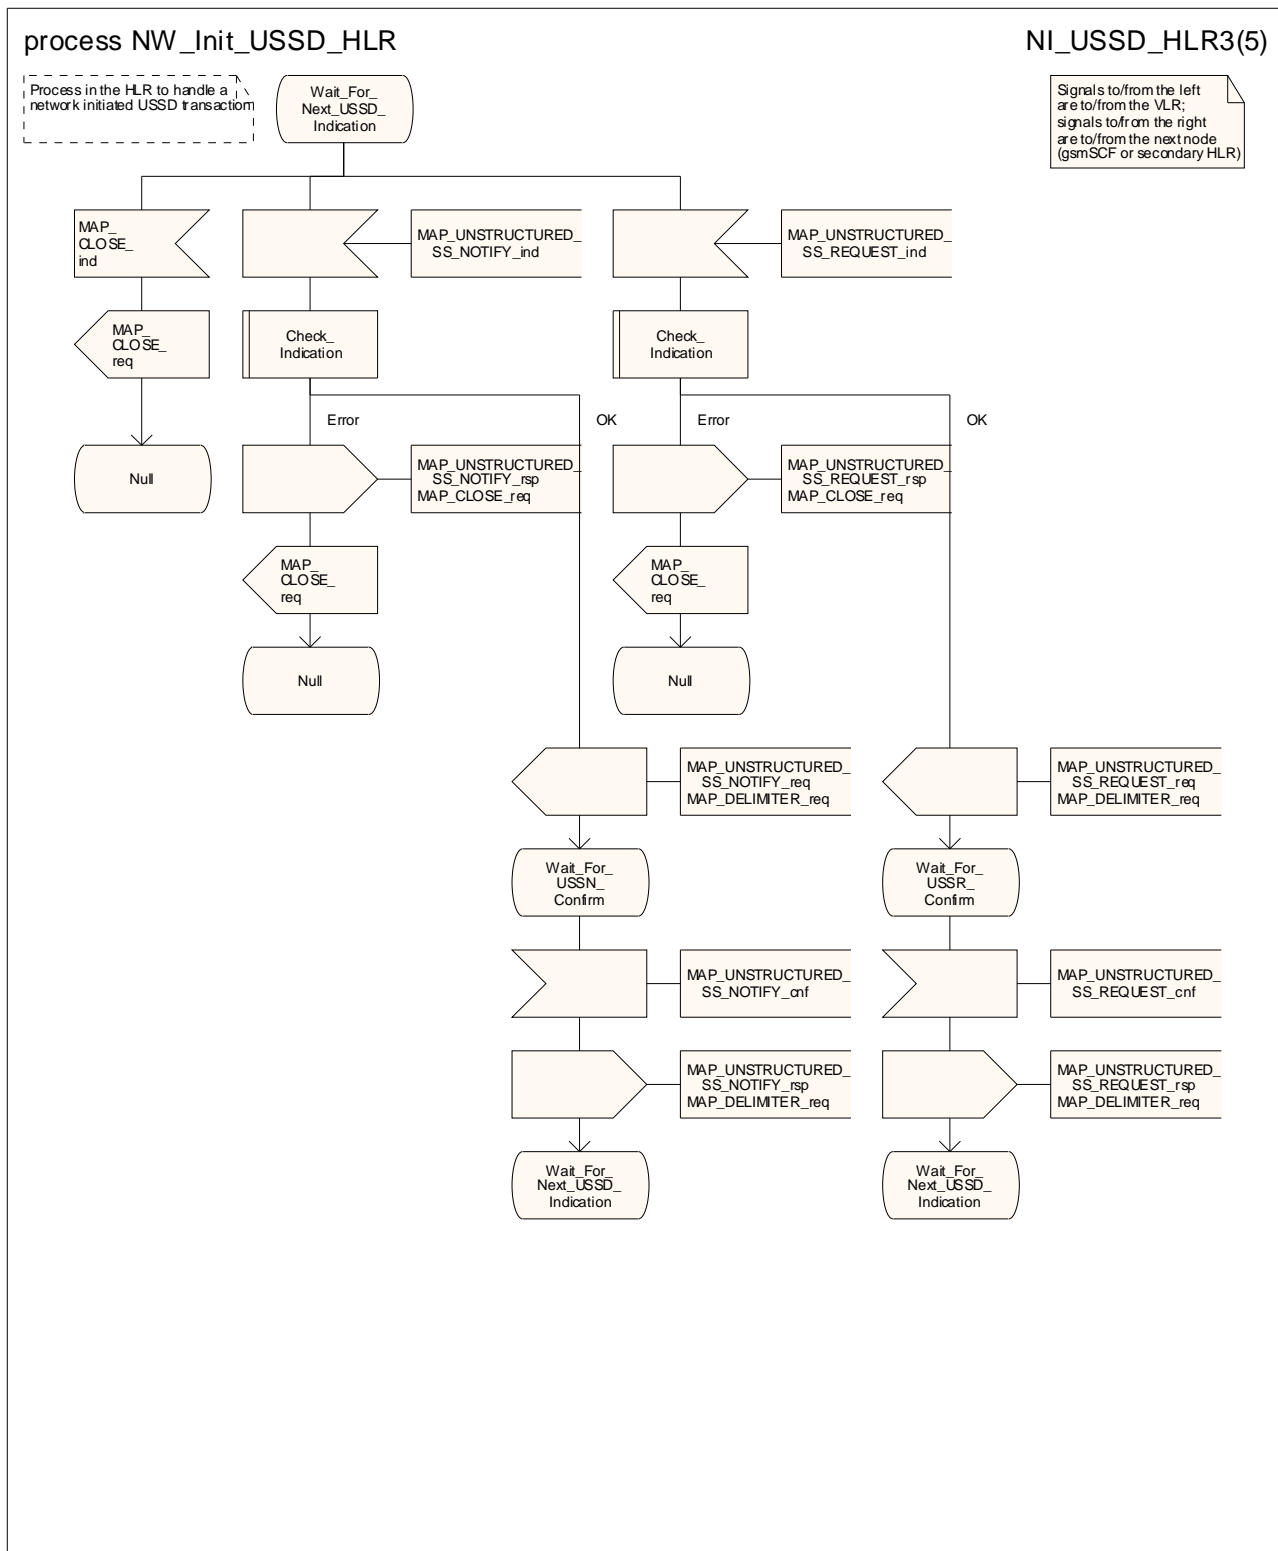 process NW_Init_USSD_HLR
NI_USSD_HLR3(5)
Process in the HLR to handle a
network initiated USSD transaction
Wait_For_
Next_USSD_
Indication
Signals to/from the left
are to/from the VLR;
signals to/from the right
are to/from the next node
(gsmSCF or secondary HLR)
MAP_
CLOSE_
ind
MAP_UNSTRUCTURED_
SS_NOTIFY_ind
MAP_UNSTRUCTURED_
SS_REQUEST_ind
MAP_
CLOSE_
req
Check_
Indication
Check_
Indication
Error
OK
Error
OK
Null
MAP_UNSTRUCTURED_
SS_NOTIFY_rsp
MAP_CLOSE_req
MAP_UNSTRUCTURED_
SS_REQUEST_rsp
MAP_CLOSE_req
MAP_
CLOSE_
req
MAP_
CLOSE_
req
Null
Null
MAP_UNSTRUCTURED_
SS_NOTIFY_req
MAP_DELIMITER_req
MAP_UNSTRUCTURED_
SS_REQUEST_req
MAP_DELIMITER_req
Wait_For_
USSN_
Confirm
Wait_For_
USSR_
Confirm
MAP_UNSTRUCTURED_
SS_NOTIFY_cnf
MAP_UNSTRUCTURED_
SS_REQUEST_cnf
MAP_UNSTRUCTURED_
SS_NOTIFY_rsp
MAP_DELIMITER_req
MAP_UNSTRUCTURED_
SS_REQUEST_rsp
MAP_DELIMITER_req
Wait_For_
Next_USSD_
Indication
Wait_For_
Next_USSD_
Indication